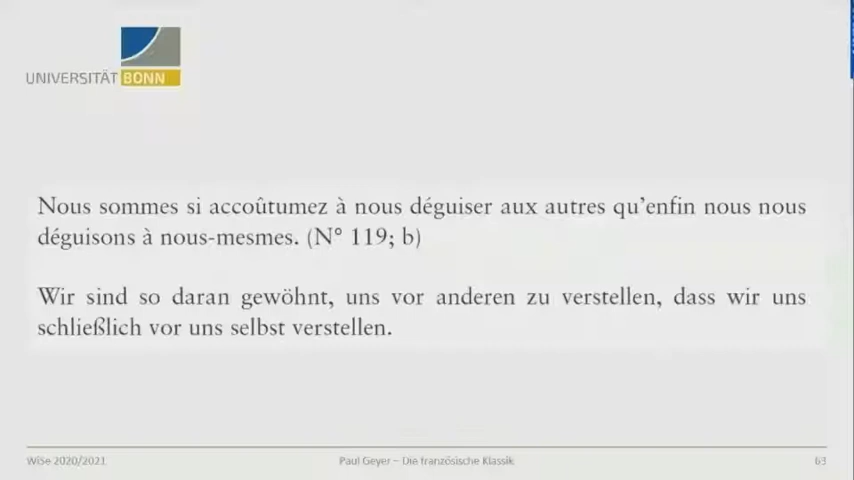 UNIVERSITÄT BONN
Nous sommes si accoûtumez à nous déguiser aux autres qu'enfin nous nous
déguisons à nous-mesmes. (N° 119; b)
Wir sind so daran gewöhnt, uns vor anderen zu verstellen, dass wir uns
schließlich vor uns selbst verstellen.
WiSe 2020/2021 Paul Geyer – Die französische Klassik 63